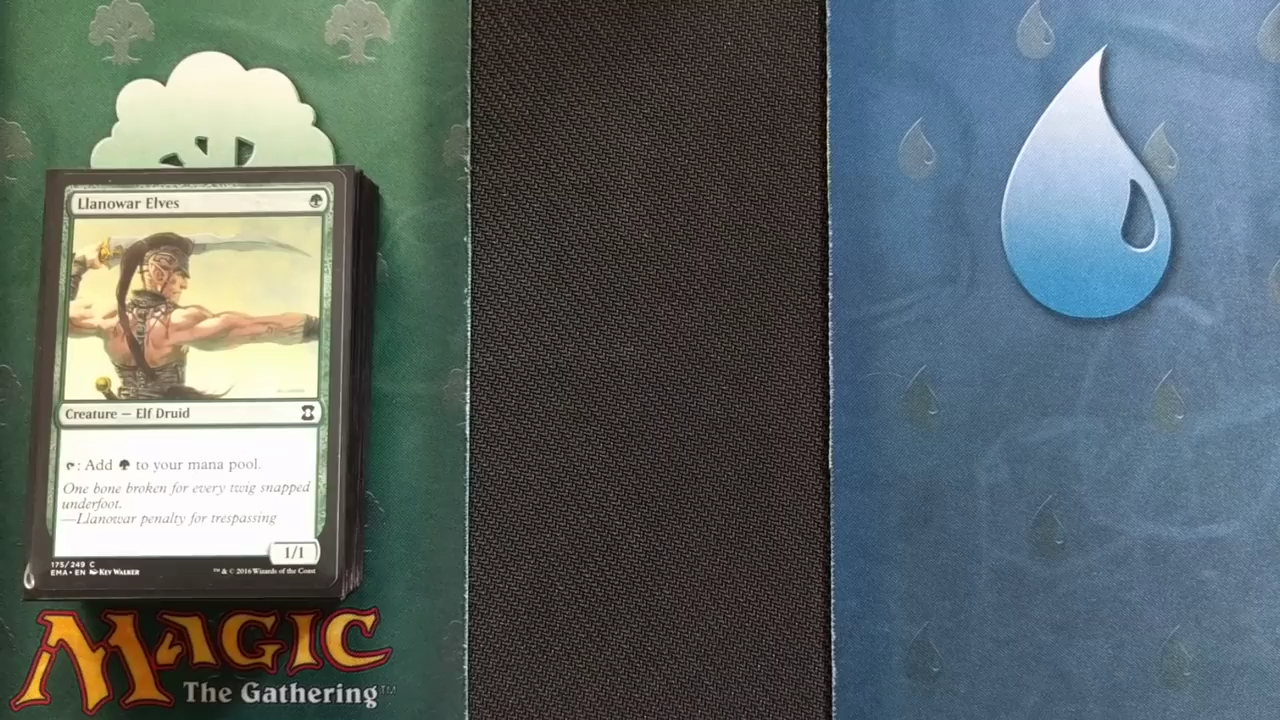 Llanowar Elves
Creature — Elf Druid
: Add to your mana pool.
One bone broken for every twig snapped
underfoot.
—Llanowar penalty for trespassing
1/1
175/249 C
EMA • EN Kev Walker
™ & © 2016 Wizards of the Coast
MAGIC
The Gathering™